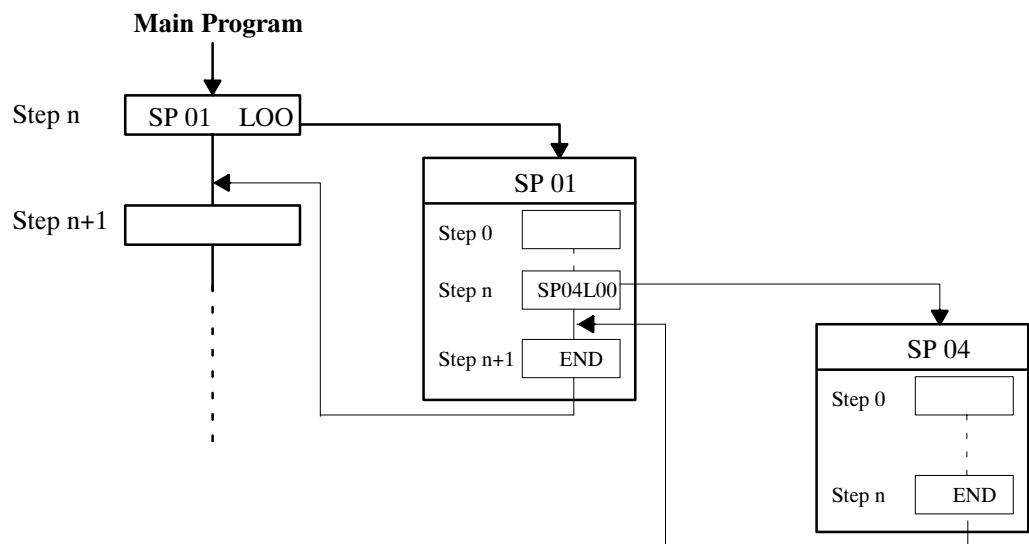 Main Program
Step n
SP 01 LOO
Step n+1
SP 01
Step 0
Step n
SP04L00
Step n+1
END
SP 04
Step 0
Step n
END